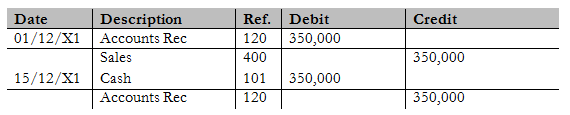 Date Description Ref. Debit Credit
01/12/X1 Accounts Rec 120 350,000
Sales 400 350,000
15/12/X1 Cash 101 350,000
Accounts Rec 120 350,000